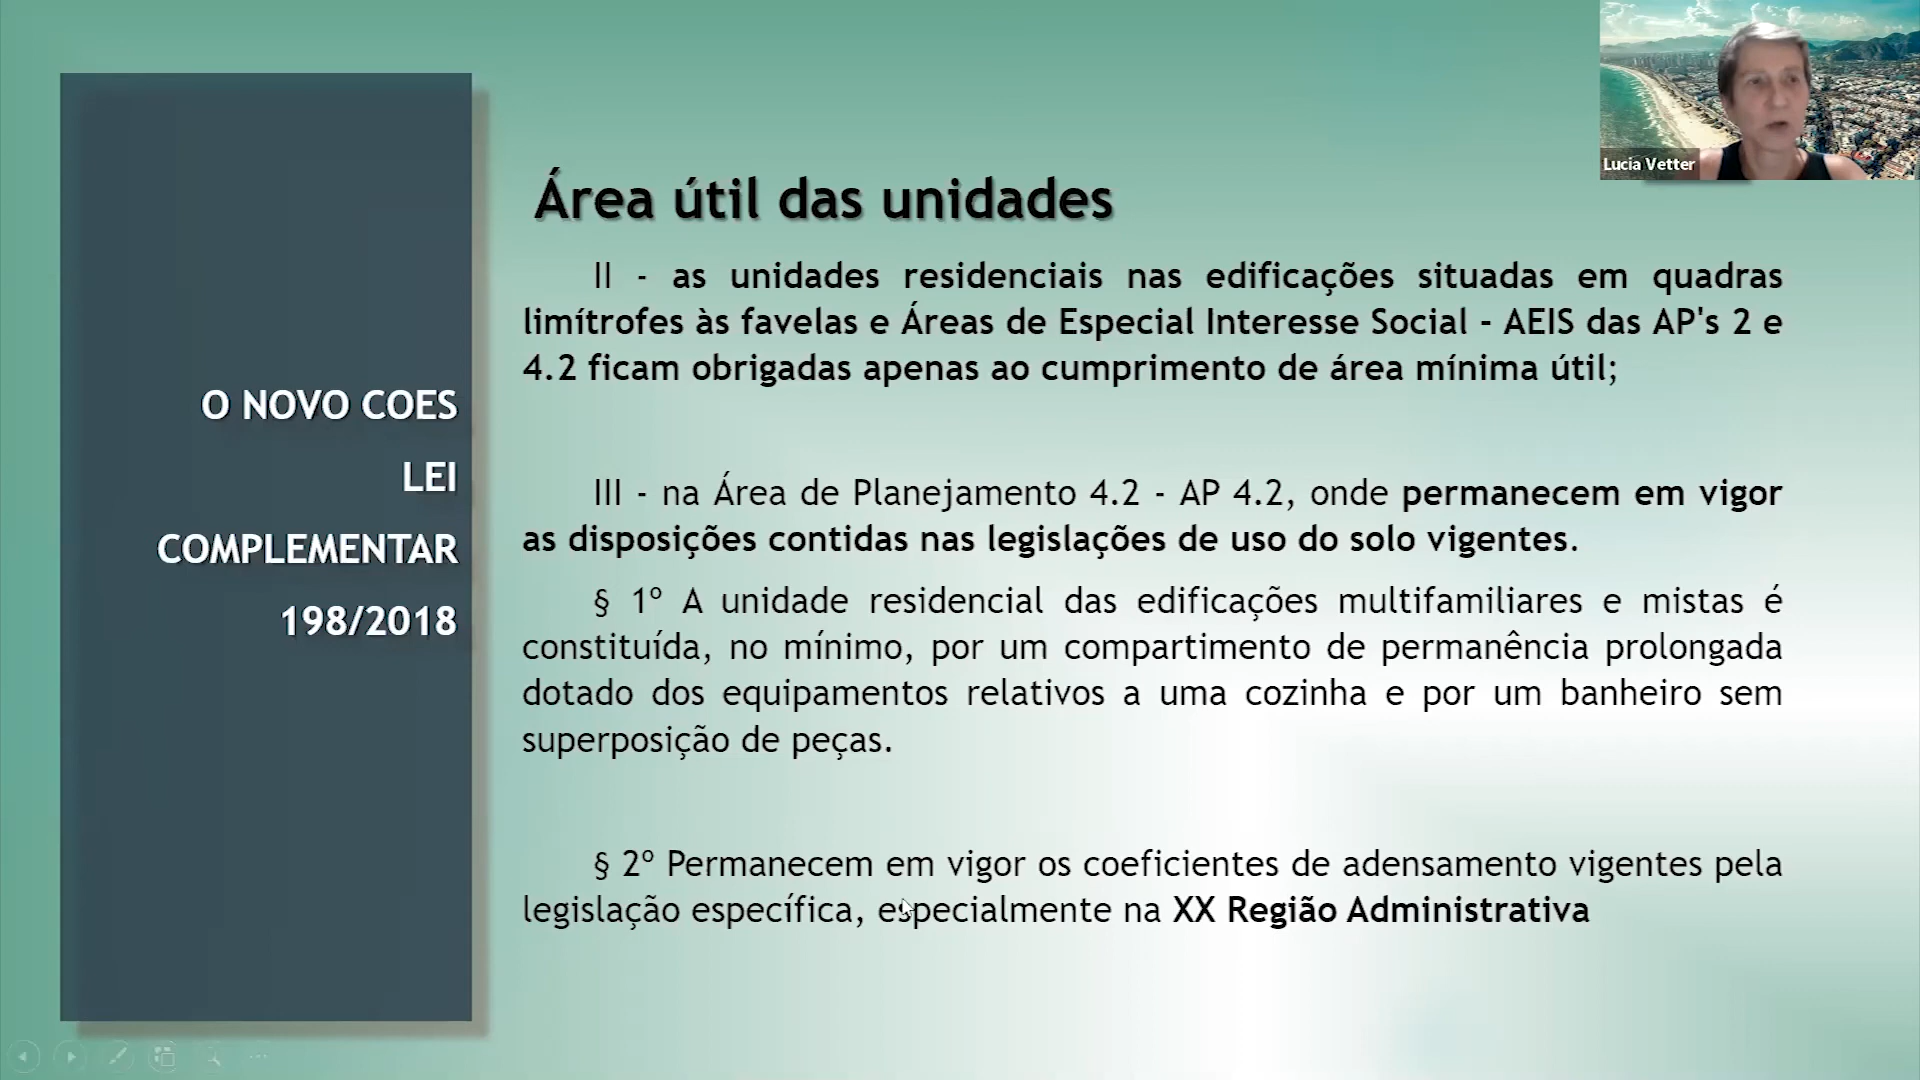 Lucia Vetter
O NOVO COES
LEI
COMPLEMENTAR
198/2018
Área útil das unidades
II - as unidades residenciais nas edificações situadas em quadras
limítrofes às favelas e Áreas de Especial Interesse Social - AEIS das AP's 2 e
4.2 ficam obrigadas apenas ao cumprimento de área mínima útil;
III - na Área de Planejamento 4.2 - AP 4.2, onde permanecem em vigor
as disposições contidas nas legislações de uso do solo vigentes.
§ 1º A unidade residencial das edificações multifamiliares e mistas é
constituída, no mínimo, por um compartimento de permanência prolongada
dotado dos equipamentos relativos a uma cozinha e por um banheiro sem
superposição de peças.
§ 2º Permanecem em vigor os coeficientes de adensamento vigentes pela
legislação específica, especialmente na XX Região Administrativa